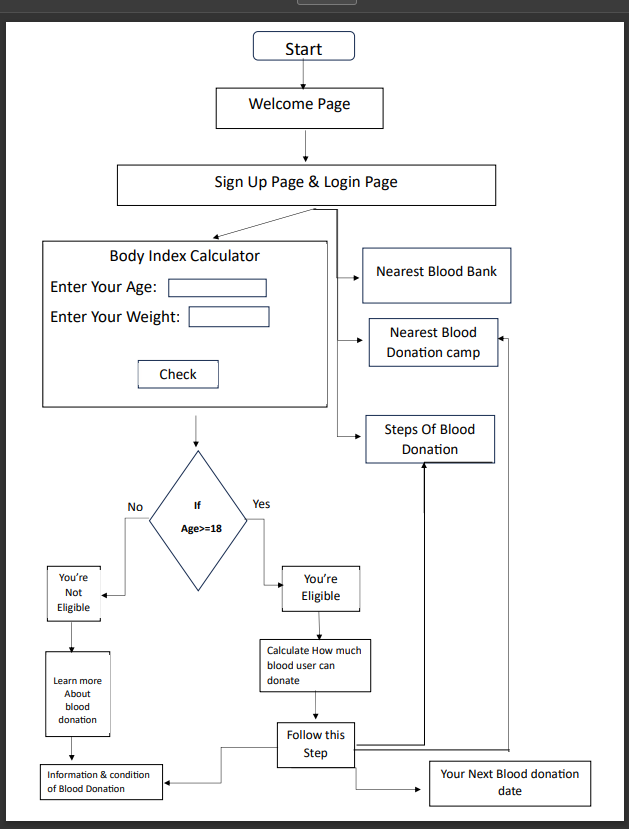 Start
Welcome Page
Sign Up Page & Login Page
Body Index Calculator
Enter Your Age:
Enter Your Weight:
Check
Nearest Blood Bank
Nearest Blood
Donation camp
Steps Of Blood
Donation
No
If
Age>=18
Yes
You’re
Not
Eligible
You’re
Eligible
Learn more
About
blood
donation
Calculate How much
blood user can
donate
Follow this
Step
Information & condition
of Blood Donation
Your Next Blood donation
date